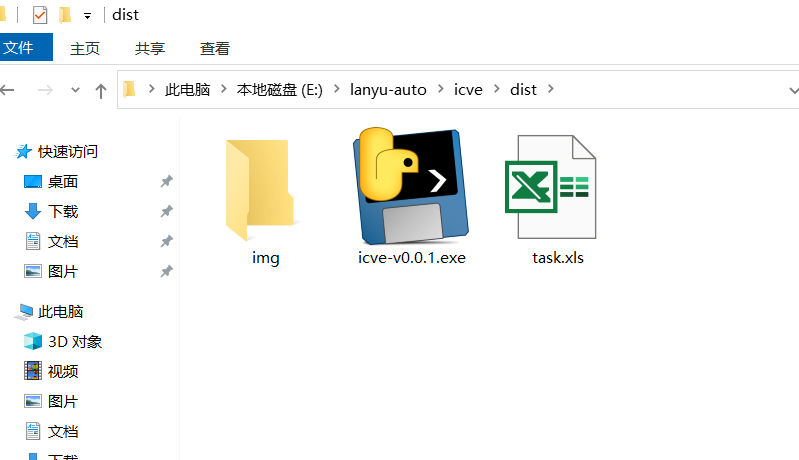 dist
文件 主页 共享 查看
此电脑 本地磁盘 (E:) lanyu-auto icve dist
快速访问
桌面
下载
文档
图片
此电脑
3D 对象
视频
图片
文档
下载
img
icve-v0.0.1.exe
task.xls